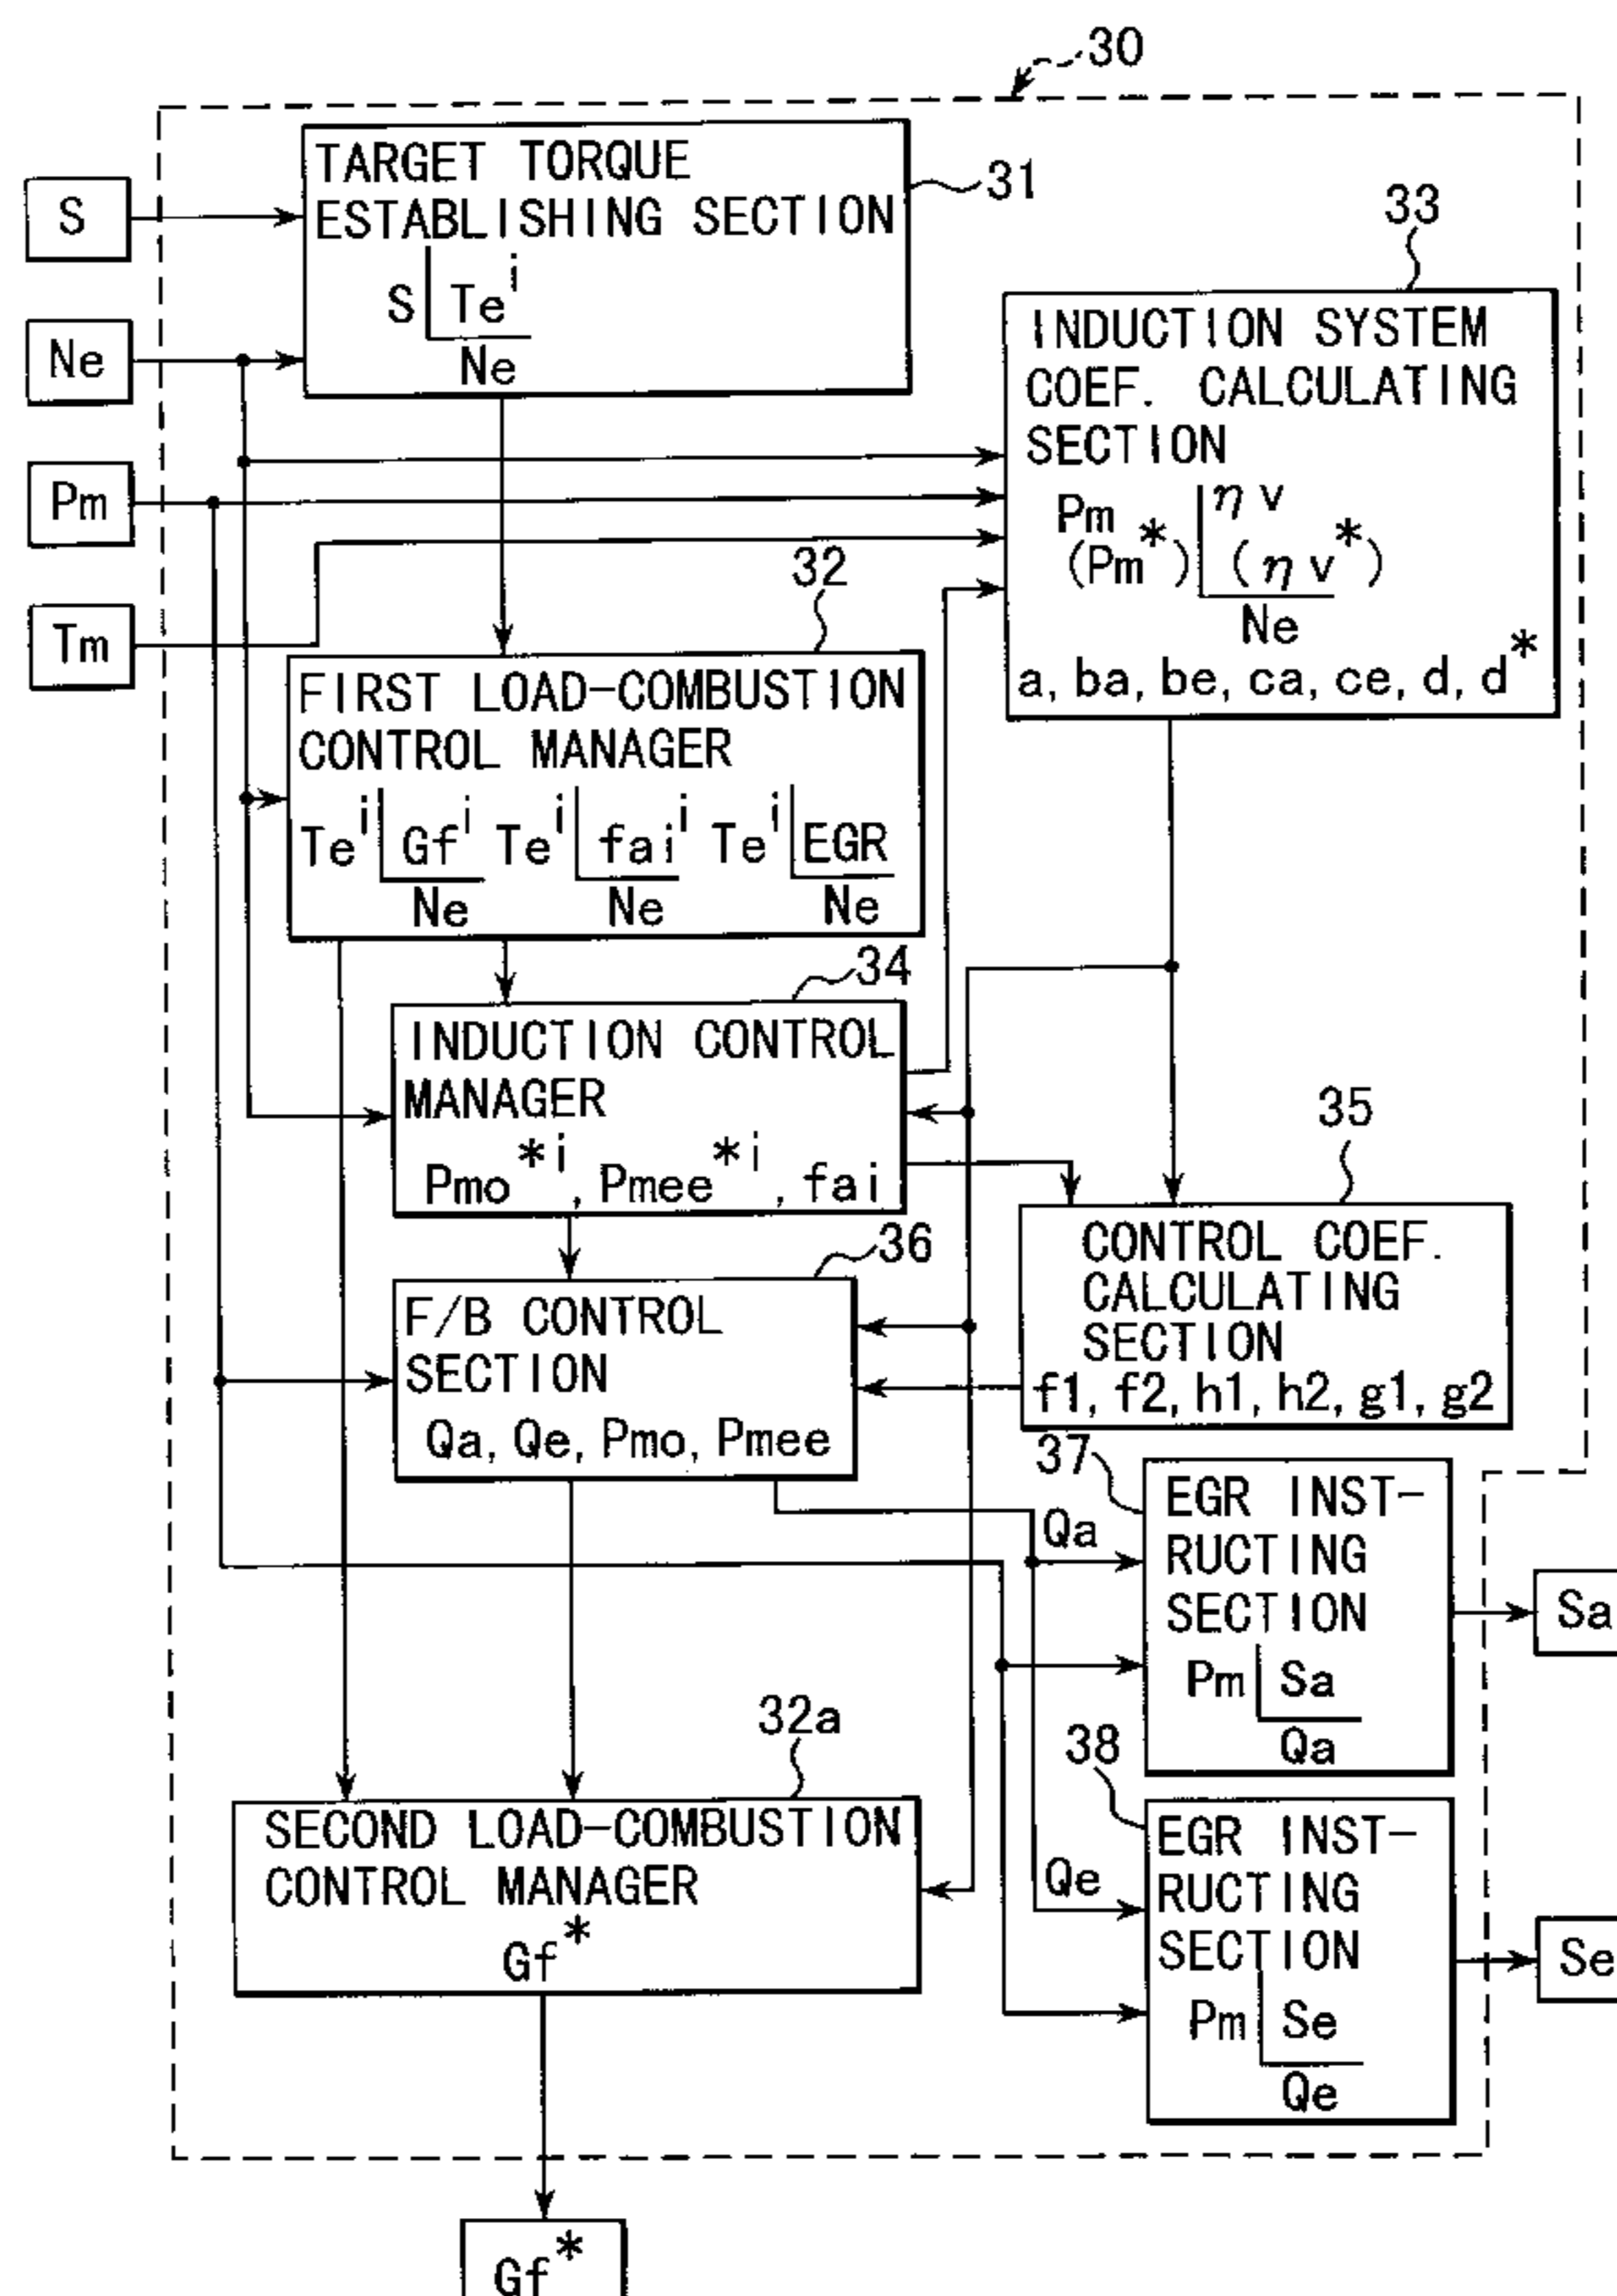 30
S
Ne
Pm
Tm
TARGET TORQUE
ESTABLISHING SECTION
S Te^i
Ne
31
33
INDUCTION SYSTEM
COEF. CALCULATING
SECTION
Pm ηv
(Pm*) (ηv*)
Ne
a, ba, be, ca, ce, d, d*
32
FIRST LOAD-COMBUSTION
CONTROL MANAGER
Te^i Gf^i Te^i fai^i Te^i EGR
Ne Ne Ne
34
INDUCTION CONTROL
MANAGER
Pmo*^i, Pmee*^i, fai
35
CONTROL COEF.
CALCULATING
SECTION
f1, f2, h1, h2, g1, g2
36
F/B CONTROL
SECTION
Qa, Qe, Pmo, Pmee
37
Qa
EGR INST-
RUCTING
SECTION
Pm Sa
Qa
Sa
32a
SECOND LOAD-COMBUSTION
CONTROL MANAGER
Gf*
38
Qe
EGR INST-
RUCTING
SECTION
Pm Se
Qe
Se
Gf*